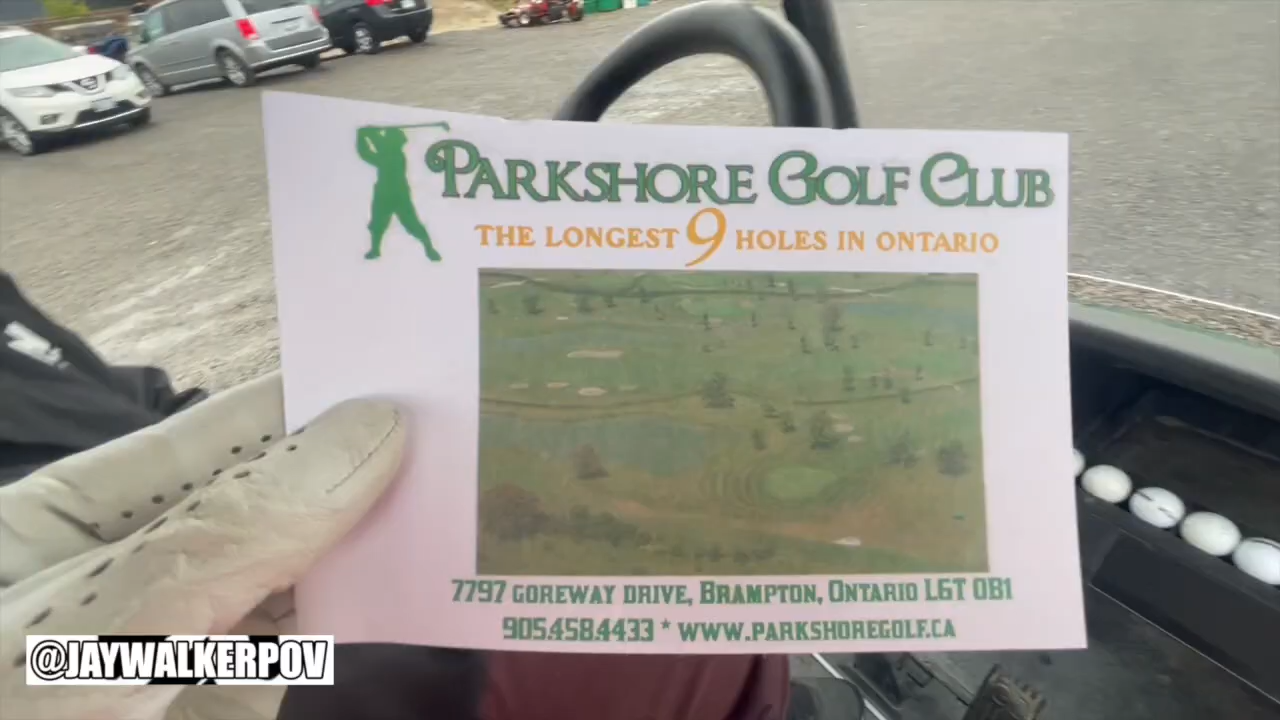 PARKSHORE GOLF CLUB
THE LONGEST 9 HOLES IN ONTARIO
7797 GOREWAY DRIVE, BRAMPTON, ONTARIO L6T 0B1
905.458.4433 * WWW.PARKSHOREGOLF.CA
@JAYWALKERPOV